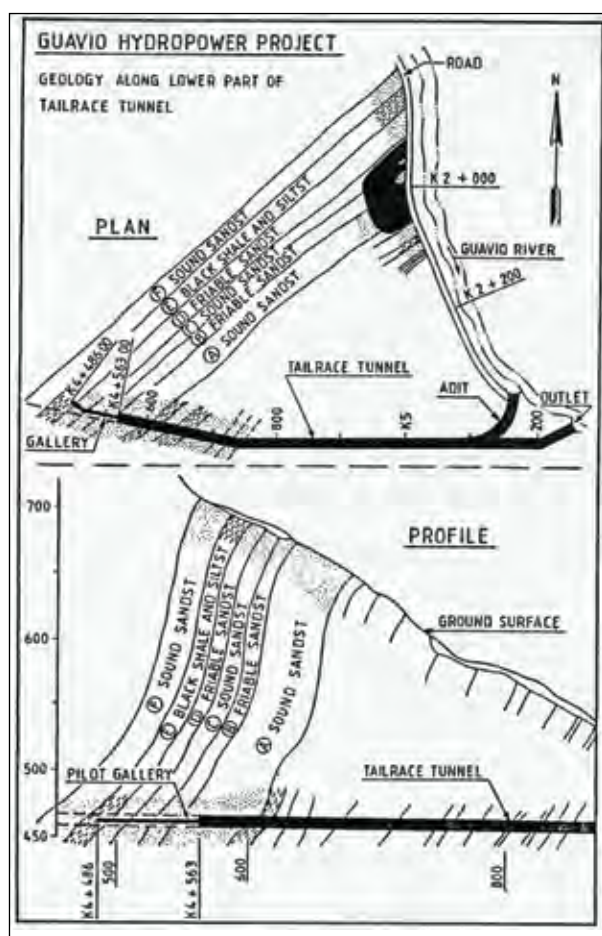 GUAVIO HYDROPOWER PROJECT
GEOLOGY ALONG LOWER PART OF
TAILRACE TUNNEL
ROAD
N
PLAN
K 2 + 000
F SOUND SANDST
E BLACK SHALE AND SILTST
D FRIABLE SANDST
C SOUND SANDST
B FRIABLE SANDST
A SOUND SANDST
GUAVIO RIVER
K 2 + 200
K4+486.00
K4+563.00
600
TAILRACE TUNNEL
800
K5
ADIT
200
OUTLET
GALLERY
700
PROFILE
600
GROUND SURFACE
F SOUND SANDST
E BLACK SHALE AND SILTST
D FRIABLE SANDST
C SOUND SANDST
B FRIABLE SANDST
A SOUND SANDST
500
PILOT GALLERY
TAILRACE TUNNEL
450
K4+486
500
K4+563
600
800